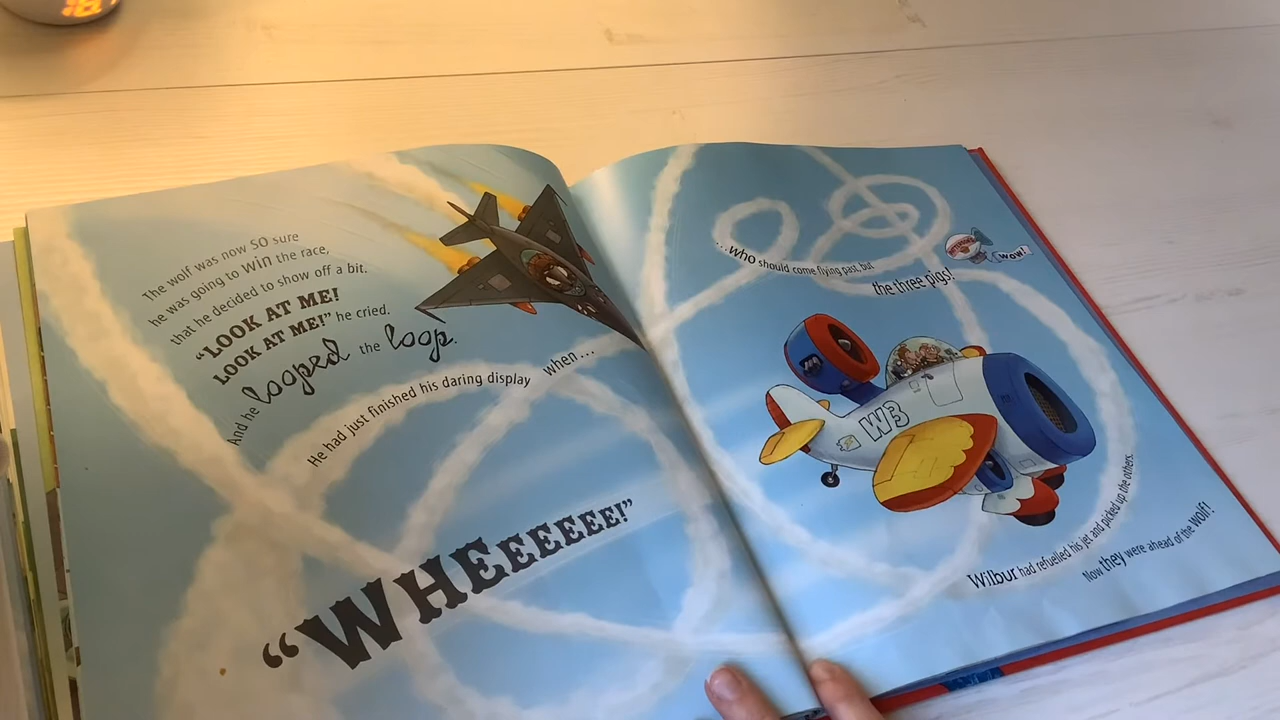 The wolf was now SO sure
he was going to win the race,
that he decided to show off a bit.
"LOOK AT ME!
LOOK AT ME!" he cried.
And he looped the loop.
He had just finished his daring display when...
"WHEEEEEEE!"
...who should come flying past, but
the three pigs!
WOW!
W3
Wilbur had refuelled his jet and picked up the others.
Now they were ahead of the wolf!